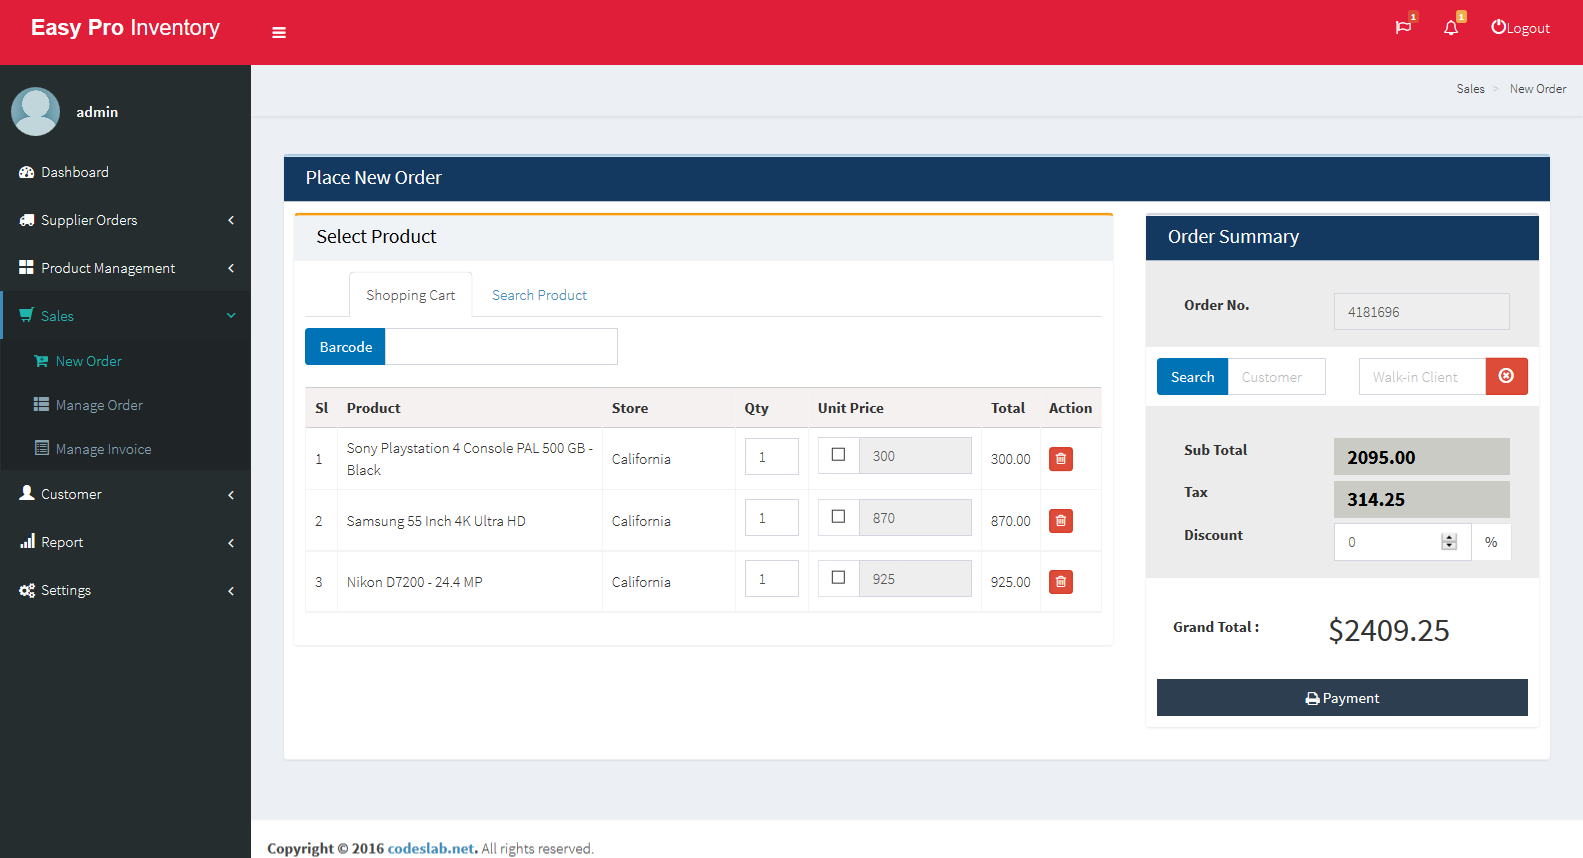 Easy Pro Inventory
1
1
Logout
admin
Sales > New Order
Dashboard
Supplier Orders
Product Management
Sales
New Order
Manage Order
Manage Invoice
Customer
Report
Settings
Place New Order
Select Product
Shopping Cart Search Product
Barcode
Sl Product Store Qty Unit Price Total Action
1 Sony Playstation 4 Console PAL 500 GB - California 1 300 300.00
Black
2 Samsung 55 Inch 4K Ultra HD California 1 870 870.00
3 Nikon D7200 - 24.4 MP California 1 925 925.00
Order Summary
Order No. 4181696
Search Customer Walk-in Client
Sub Total 2095.00
Tax 314.25
Discount 0 %
Grand Total : $2409.25
Payment
Copyright © 2016 codeslab.net. All rights reserved.